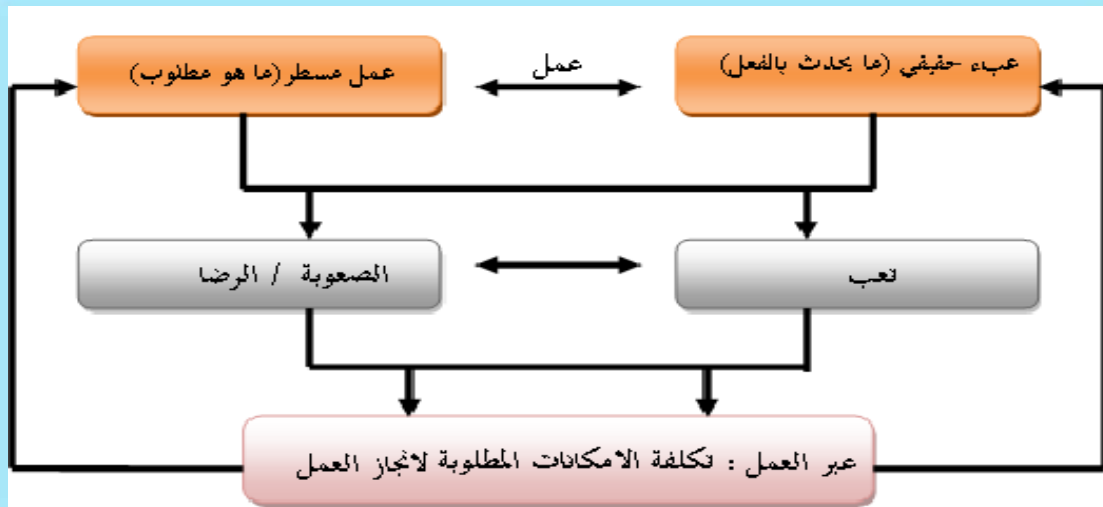 عبء حقيقي (ما يحدث بالفعل)
عمل
عمل مسطر (ما هو مطلوب)
تعب
الصعوبة / الرضا
عبر العمل : تكلفة الامكانات المطلوبة لانجاز العمل